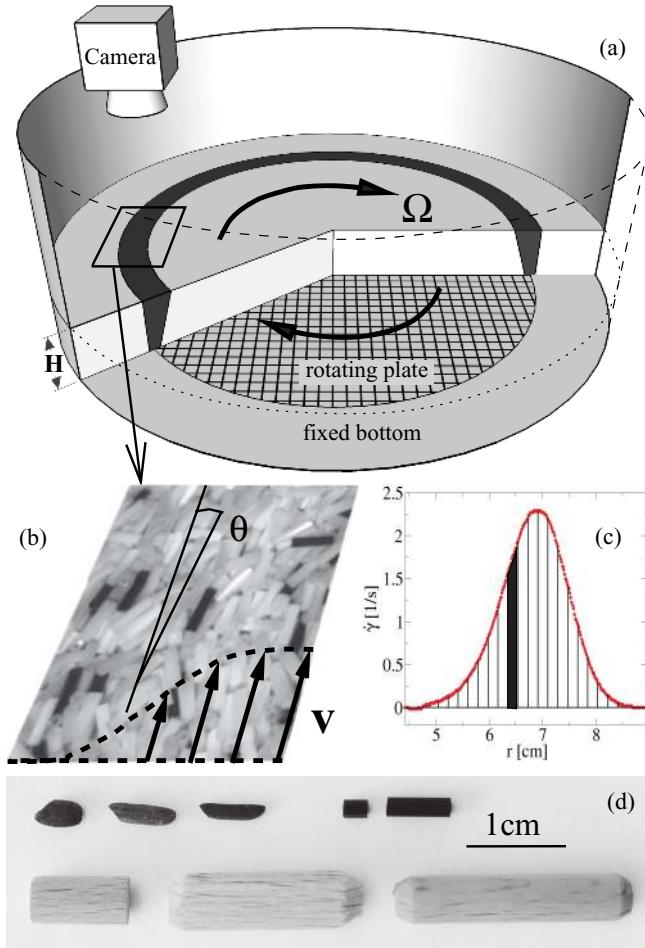 (a)
Camera
Ω
H
rotating plate
fixed bottom
(b)
θ
V
(c)
γ̇ [1/s]
2.5
2
1.5
1
0.5
0
5
6
7
8
r [cm]
(d)
1cm